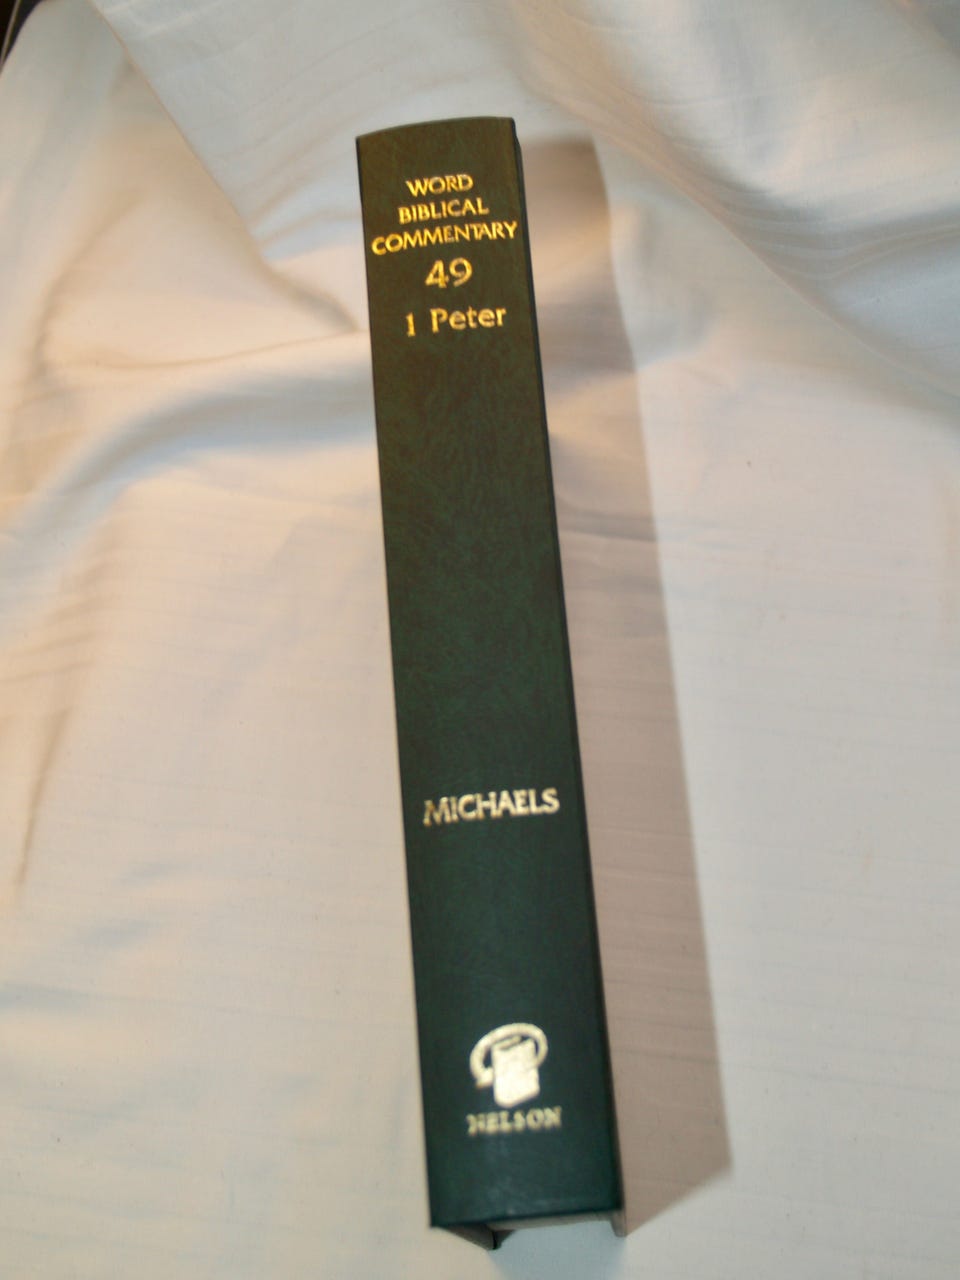 WORD
BIBLICAL
COMMENTARY
49
1 Peter
MICHAELS
NELSON